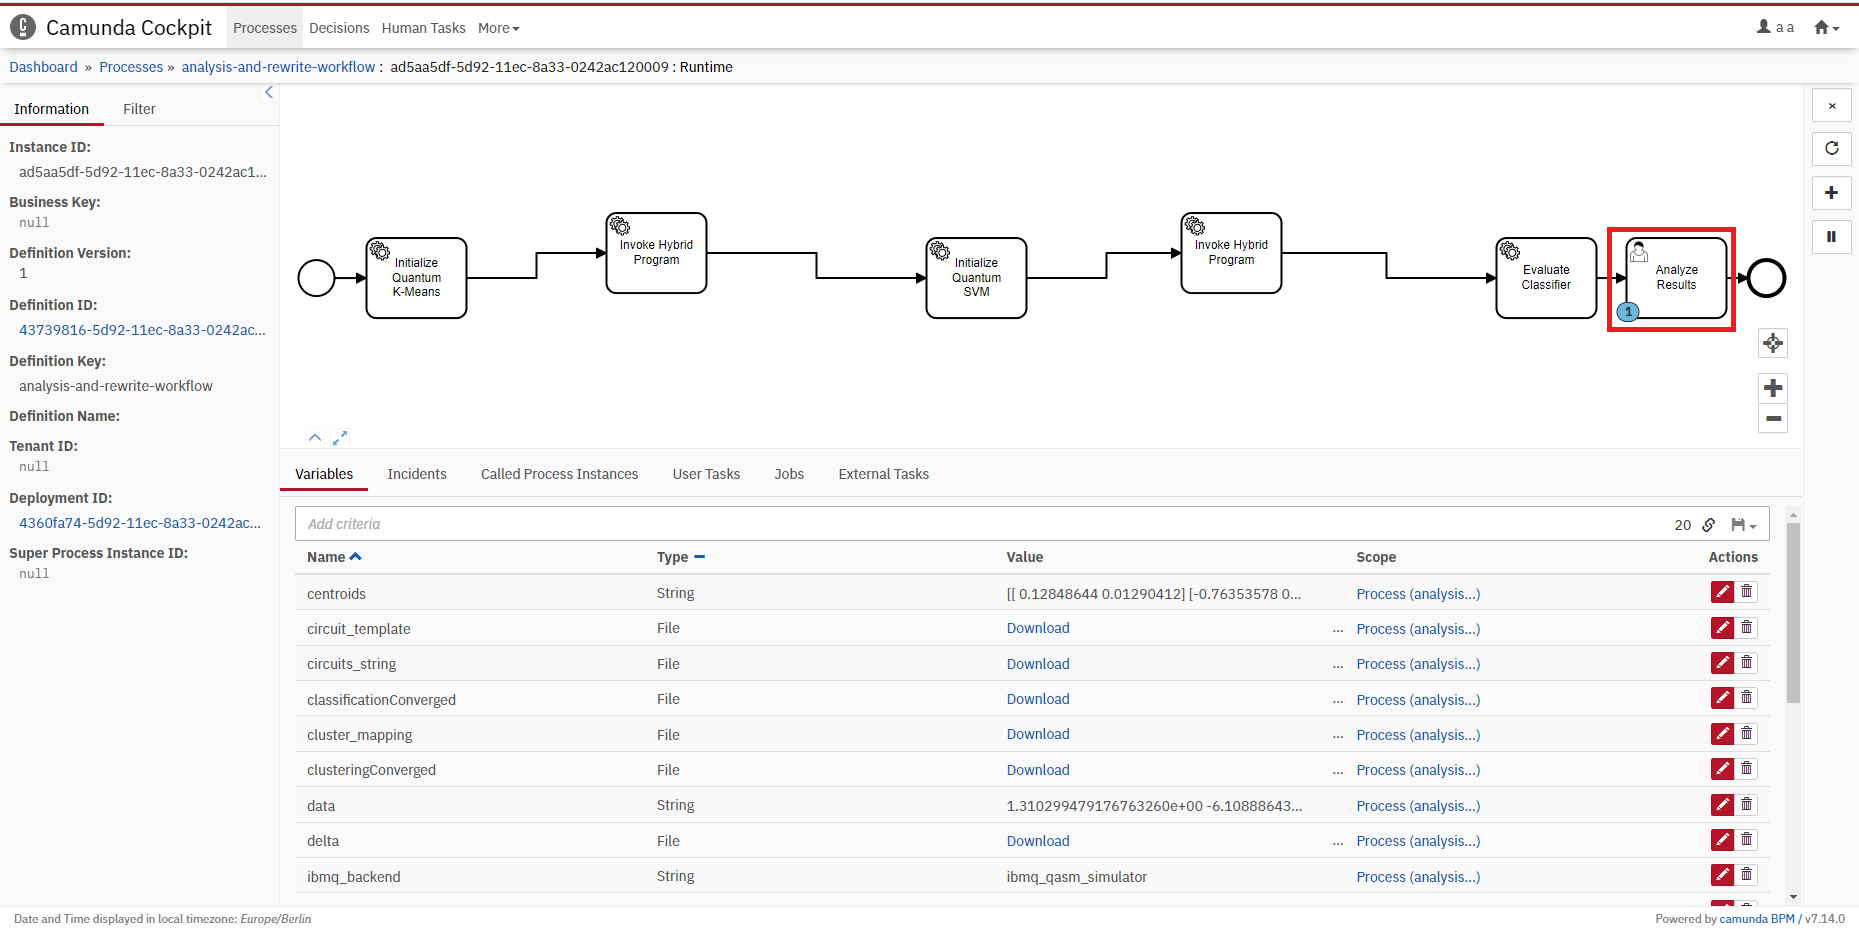 Camunda Cockpit Processes Decisions Human Tasks More a a
Dashboard » Processes » analysis-and-rewrite-workflow : ad5aa5df-5d92-11ec-8a33-0242ac120009 : Runtime
Information Filter
Instance ID:
ad5aa5df-5d92-11ec-8a33-0242ac1...
Business Key:
null
Definition Version:
1
Definition ID:
43739816-5d92-11ec-8a33-0242ac...
Definition Key:
analysis-and-rewrite-workflow
Definition Name:
Tenant ID:
null
Deployment ID:
4360fa74-5d92-11ec-8a33-0242ac...
Super Process Instance ID:
null
Initialize
Quantum
K-Means
Invoke Hybrid
Program
Initialize
Quantum
SVM
Invoke Hybrid
Program
Evaluate
Classifier
Analyze
Results
1
Variables Incidents Called Process Instances User Tasks Jobs External Tasks
Add criteria 20
Name Type Value Scope Actions
centroids String [[ 0.12848644 0.01290412] [-0.76353578 0... Process (analysis...)
circuit_template File Download ... Process (analysis...)
circuits_string File Download ... Process (analysis...)
classificationConverged File Download ... Process (analysis...)
cluster_mapping File Download ... Process (analysis...)
clusteringConverged File Download ... Process (analysis...)
data String 1.310299479176763260e+00 -6.10888643... Process (analysis...)
delta File Download ... Process (analysis...)
ibmq_backend String ibmq_qasm_simulator Process (analysis...)
Date and Time displayed in local timezone: Europe/Berlin Powered by camunda BPM / v7.14.0